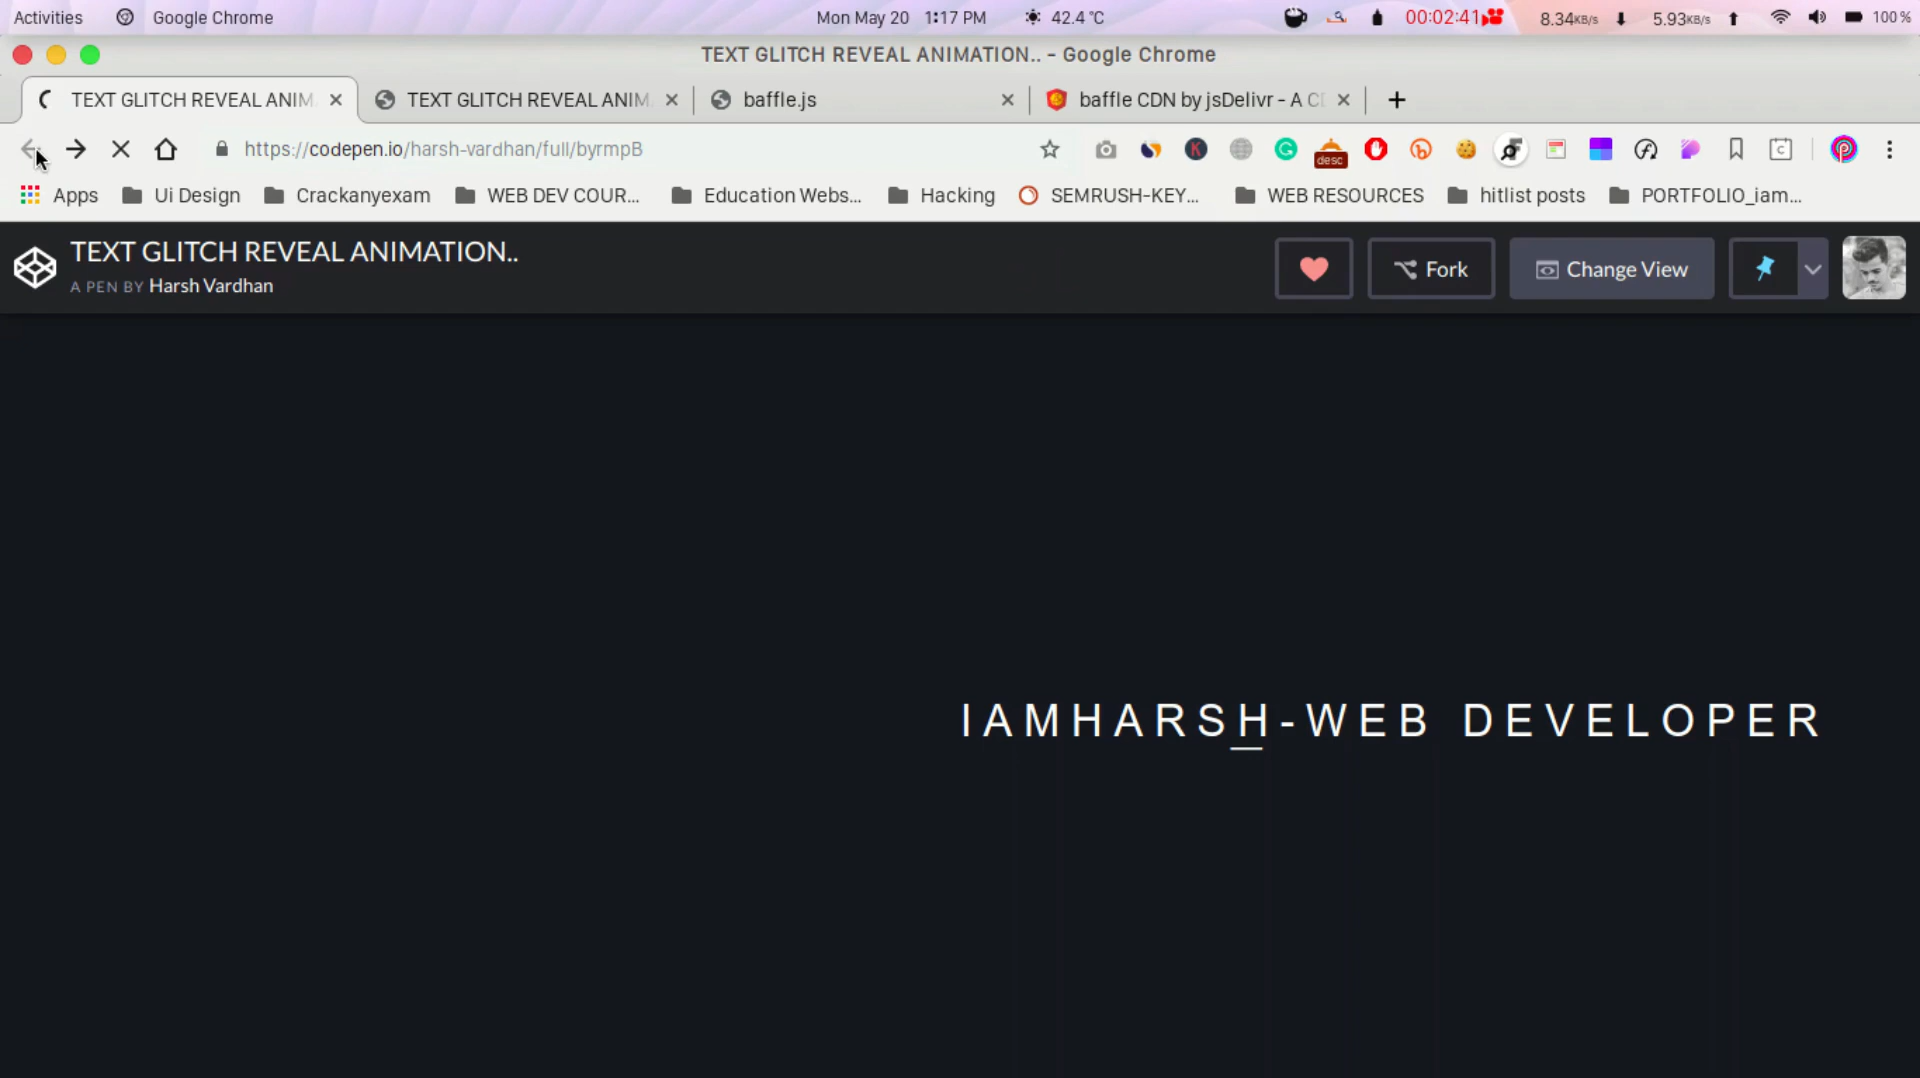 Activities Google Chrome Mon May 20 1:17 PM 42.4 °C 00:02:41 8.34KB/s 5.93KB/s 100 %
TEXT GLITCH REVEAL ANIMATION.. - Google Chrome
TEXT GLITCH REVEAL ANIM TEXT GLITCH REVEAL ANIM baffle.js baffle CDN by jsDelivr - A C
https://codepen.io/harsh-vardhan/full/byrmpB desc
Apps Ui Design Crackanyexam WEB DEV COUR... Education Webs... Hacking SEMRUSH-KEY... WEB RESOURCES hitlist posts PORTFOLIO_iam...
TEXT GLITCH REVEAL ANIMATION..
A PEN BY Harsh Vardhan
Fork Change View
IAMHARSH-WEB DEVELOPER